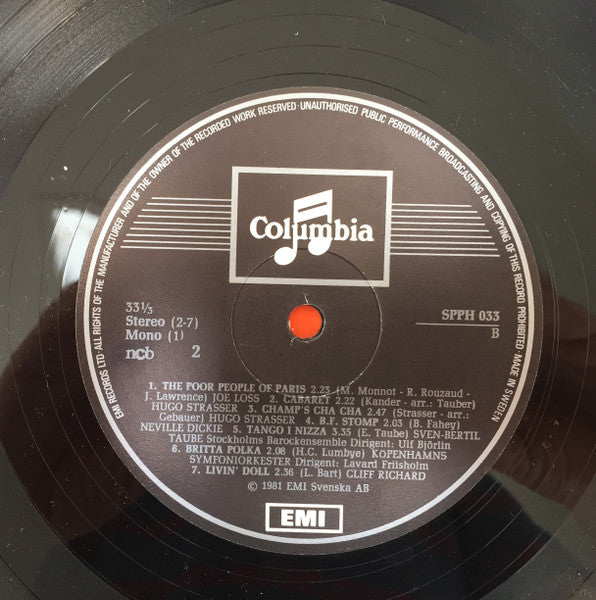 EMI RECORDS LTD·ALL RIGHTS OF THE MANUFACTURER AND OF THE OWNER OF THE RECORDED WORK RESERVED·UNAUTHORISED PUBLIC PERFORMANCE BROADCASTING AND COPYING OF THIS RECORD PROHIBITED·MADE IN SWEDEN
Columbia
33⅓
Stereo (2-7)
Mono (1)
ncb 2
SPPH 033
B
1. THE POOR PEOPLE OF PARIS 2.23 (M. Monnot - R. Rouzaud -
J. Lawrence) JOE LOSS 2. CABARET 2.22 (Kander - arr.: Tauber)
HUGO STRASSER 3. CHAMP'S CHA CHA 2.47 (Strasser - arr.:
Gebauer) HUGO STRASSER 4. B.F. STOMP 2.03 (B. Fahey)
NEVILLE DICKIE 5. TANGO I NIZZA 3.35 (E. Taube) SVEN-BERTIL
TAUBE Stockholms Barockensemble Dirigent: Ulf Björlin
6. BRITTA POLKA 2.08 (H.C. Lumbye) KÖPENHAMNS
SYMFONIORKESTER Dirigent: Lavard Friisholm
7. LIVIN' DOLL 2.36 (L. Bart) CLIFF RICHARD
© 1981 EMI Svenska AB
EMI